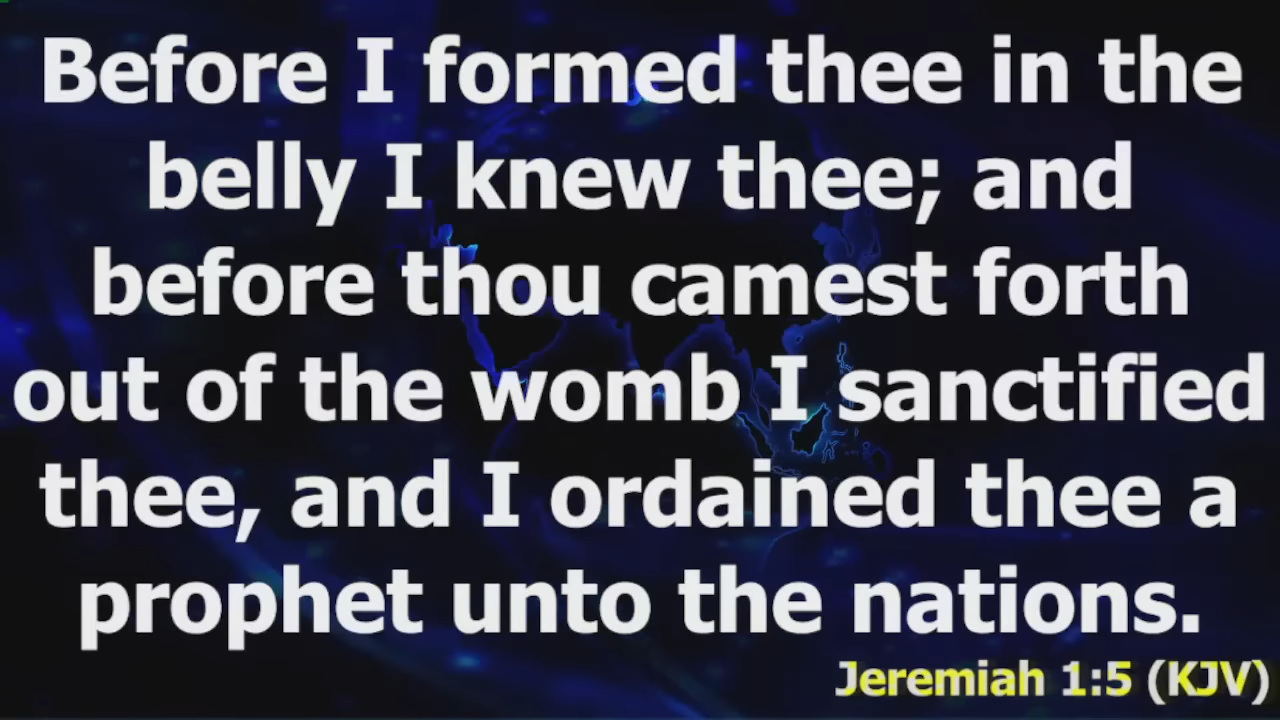 Before I formed thee in the
belly I knew thee; and
before thou camest forth
out of the womb I sanctified
thee, and I ordained thee a
prophet unto the nations.
Jeremiah 1:5 (KJV)